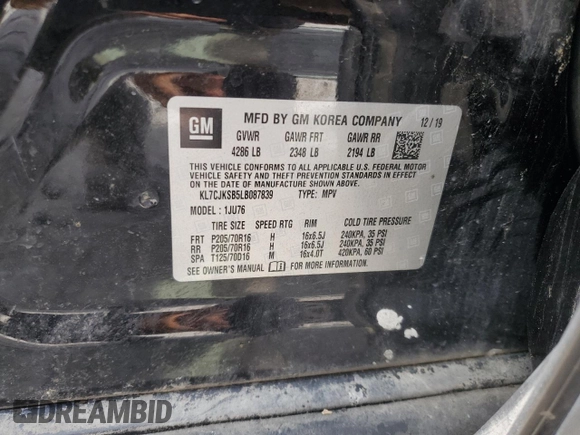 GM
MFD BY GM KOREA COMPANY 12 / 19
GVWR GAWR FRT GAWR RR
4286 LB 2348 LB 2194 LB
THIS VEHICLE CONFORMS TO ALL APPLICABLE U.S. FEDERAL MOTOR
VEHICLE SAFETY AND THEFT PREVENTION STANDARDS IN EFFECT ON
THE DATE OF MANUFACTURE SHOWN ABOVE.
KL7CJKSB5LB087839 TYPE: MPV
MODEL : 1JU76
TIRE SIZE SPEED RTG RIM COLD TIRE PRESSURE
FRT P205/70R16 H 16x6.5J 240KPA, 35 PSI
RR P205/70R16 H 16x6.5J 240KPA, 35 PSI
SPA T125/70D16 M 16x4.0T 420KPA, 60 PSI
SEE OWNER'S MANUAL FOR MORE INFORMATION.
DREAMBID